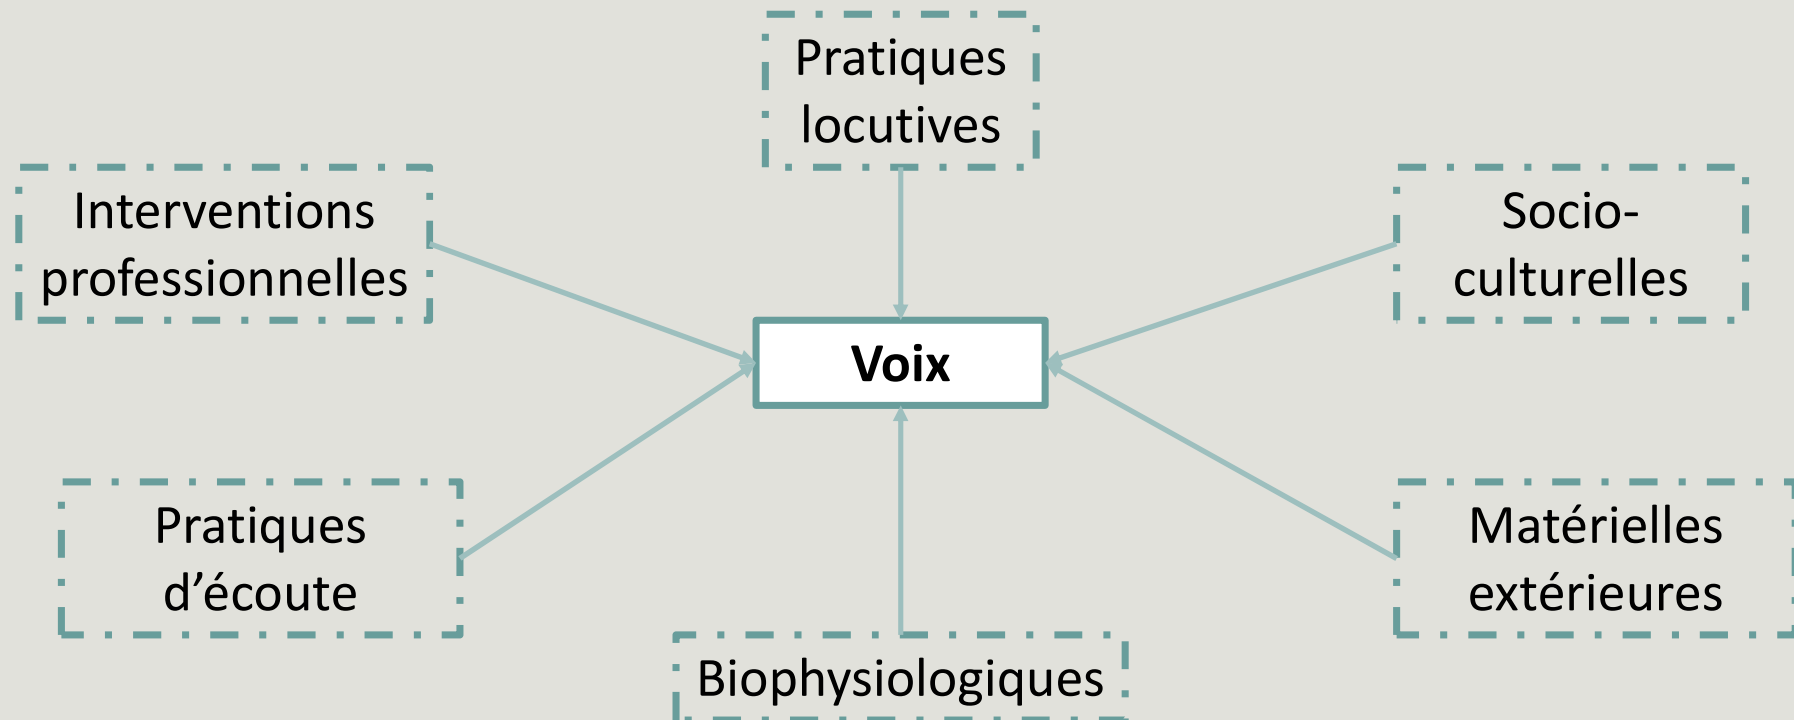 Pratiques
locutives
Interventions
professionnelles
Socio-
culturelles
Voix
Pratiques
d’écoute
Matérielles
extérieures
Biophysiologiques